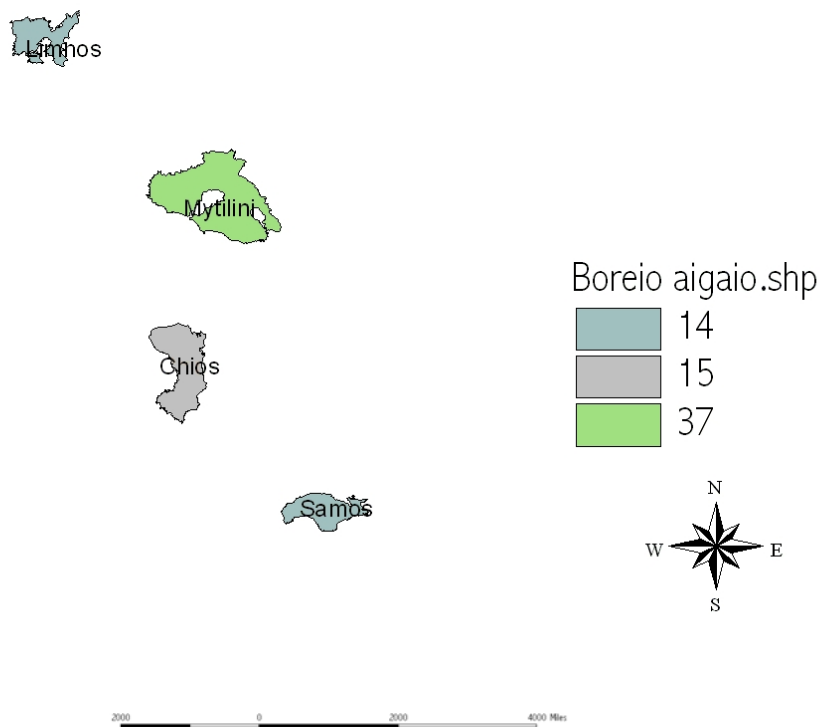 Limnos
Mytilini
Chios
Samos
Boreio aigaio.shp
14
15
37
N
W E
S
2000 0 2000 4000 Miles